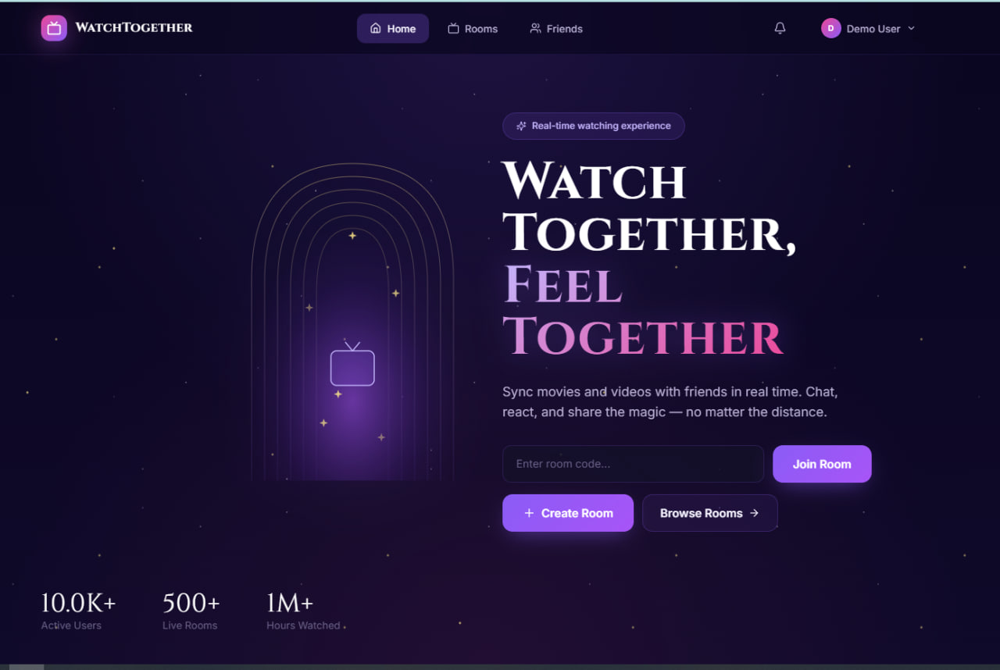 WatchTogether
Home
Rooms
Friends
D
Demo User
Real-time watching experience
Watch
Together,
Feel
Together
Sync movies and videos with friends in real time. Chat,
react, and share the magic — no matter the distance.
Enter room code...
Join Room
+ Create Room
Browse Rooms →
10.0K+
500+
1M+
Active Users
Live Rooms
Hours Watched